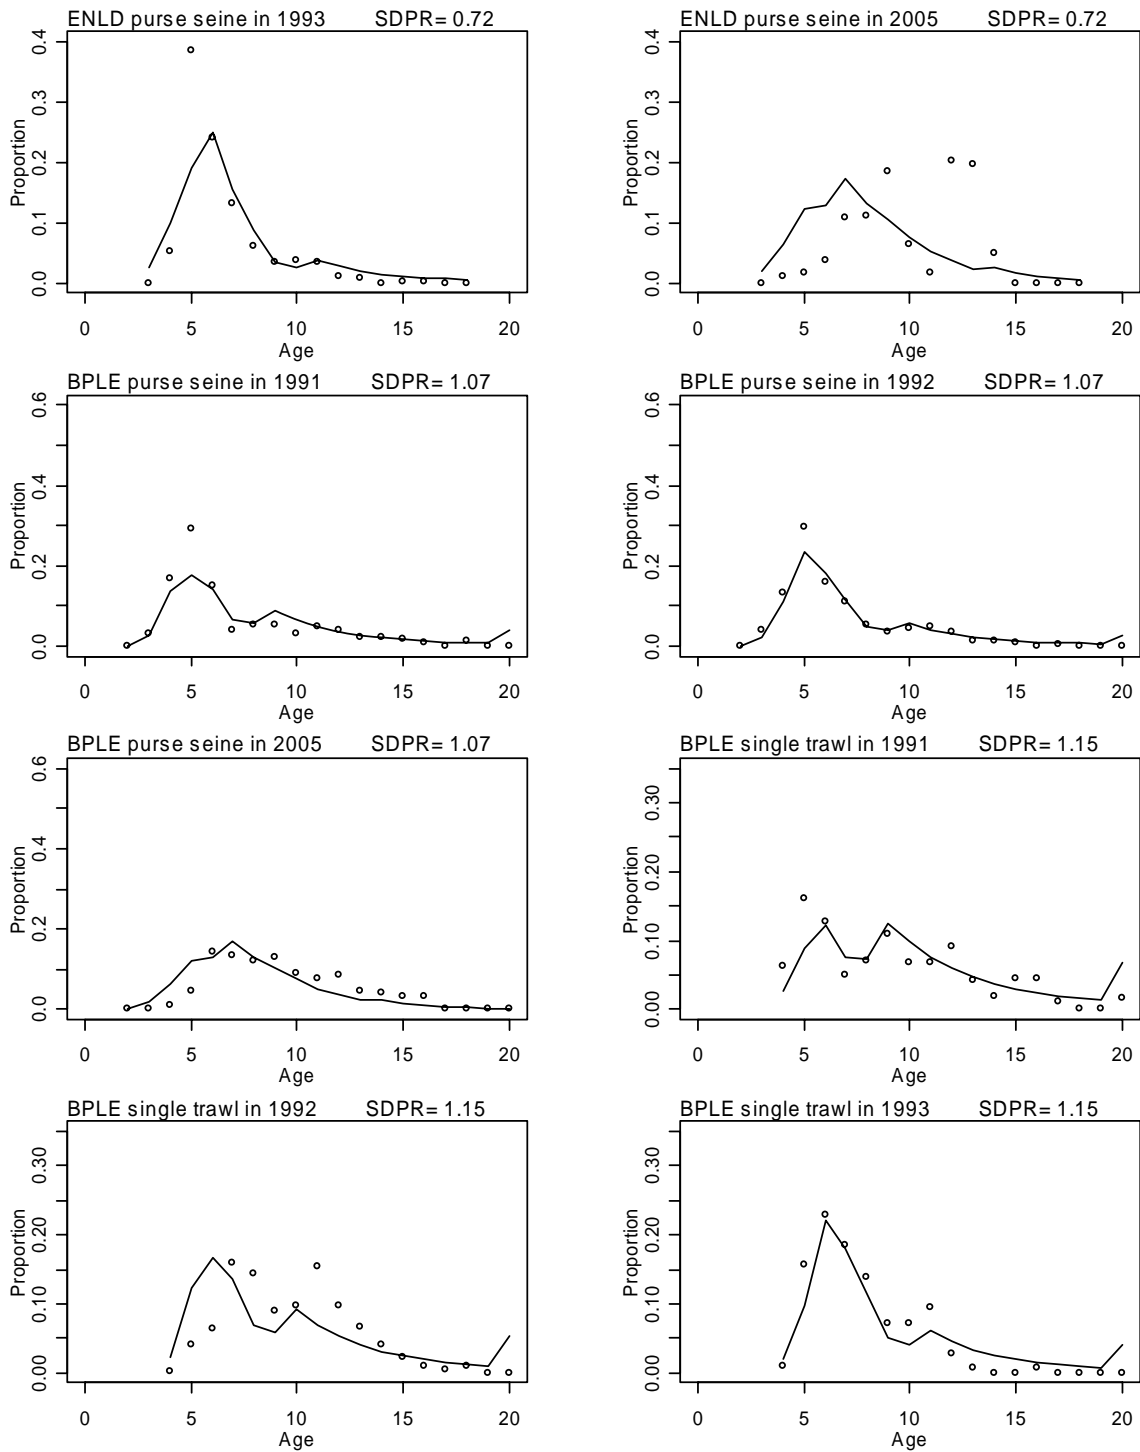 ENLD purse seine in 1993 SDPR= 0.72
Proportion
0.0 0.1 0.2 0.3 0.4
0 5 10 15 20
Age
ENLD purse seine in 2005 SDPR= 0.72
Proportion
0.0 0.1 0.2 0.3 0.4
0 5 10 15 20
Age
BPLE purse seine in 1991 SDPR= 1.07
Proportion
0.0 0.2 0.4 0.6
0 5 10 15 20
Age
BPLE purse seine in 1992 SDPR= 1.07
Proportion
0.0 0.2 0.4 0.6
0 5 10 15 20
Age
BPLE purse seine in 2005 SDPR= 1.07
Proportion
0.0 0.2 0.4 0.6
0 5 10 15 20
Age
BPLE single trawl in 1991 SDPR= 1.15
Proportion
0.00 0.10 0.20 0.30
0 5 10 15 20
Age
BPLE single trawl in 1992 SDPR= 1.15
Proportion
0.00 0.10 0.20 0.30
0 5 10 15 20
Age
BPLE single trawl in 1993 SDPR= 1.15
Proportion
0.00 0.10 0.20 0.30
0 5 10 15 20
Age